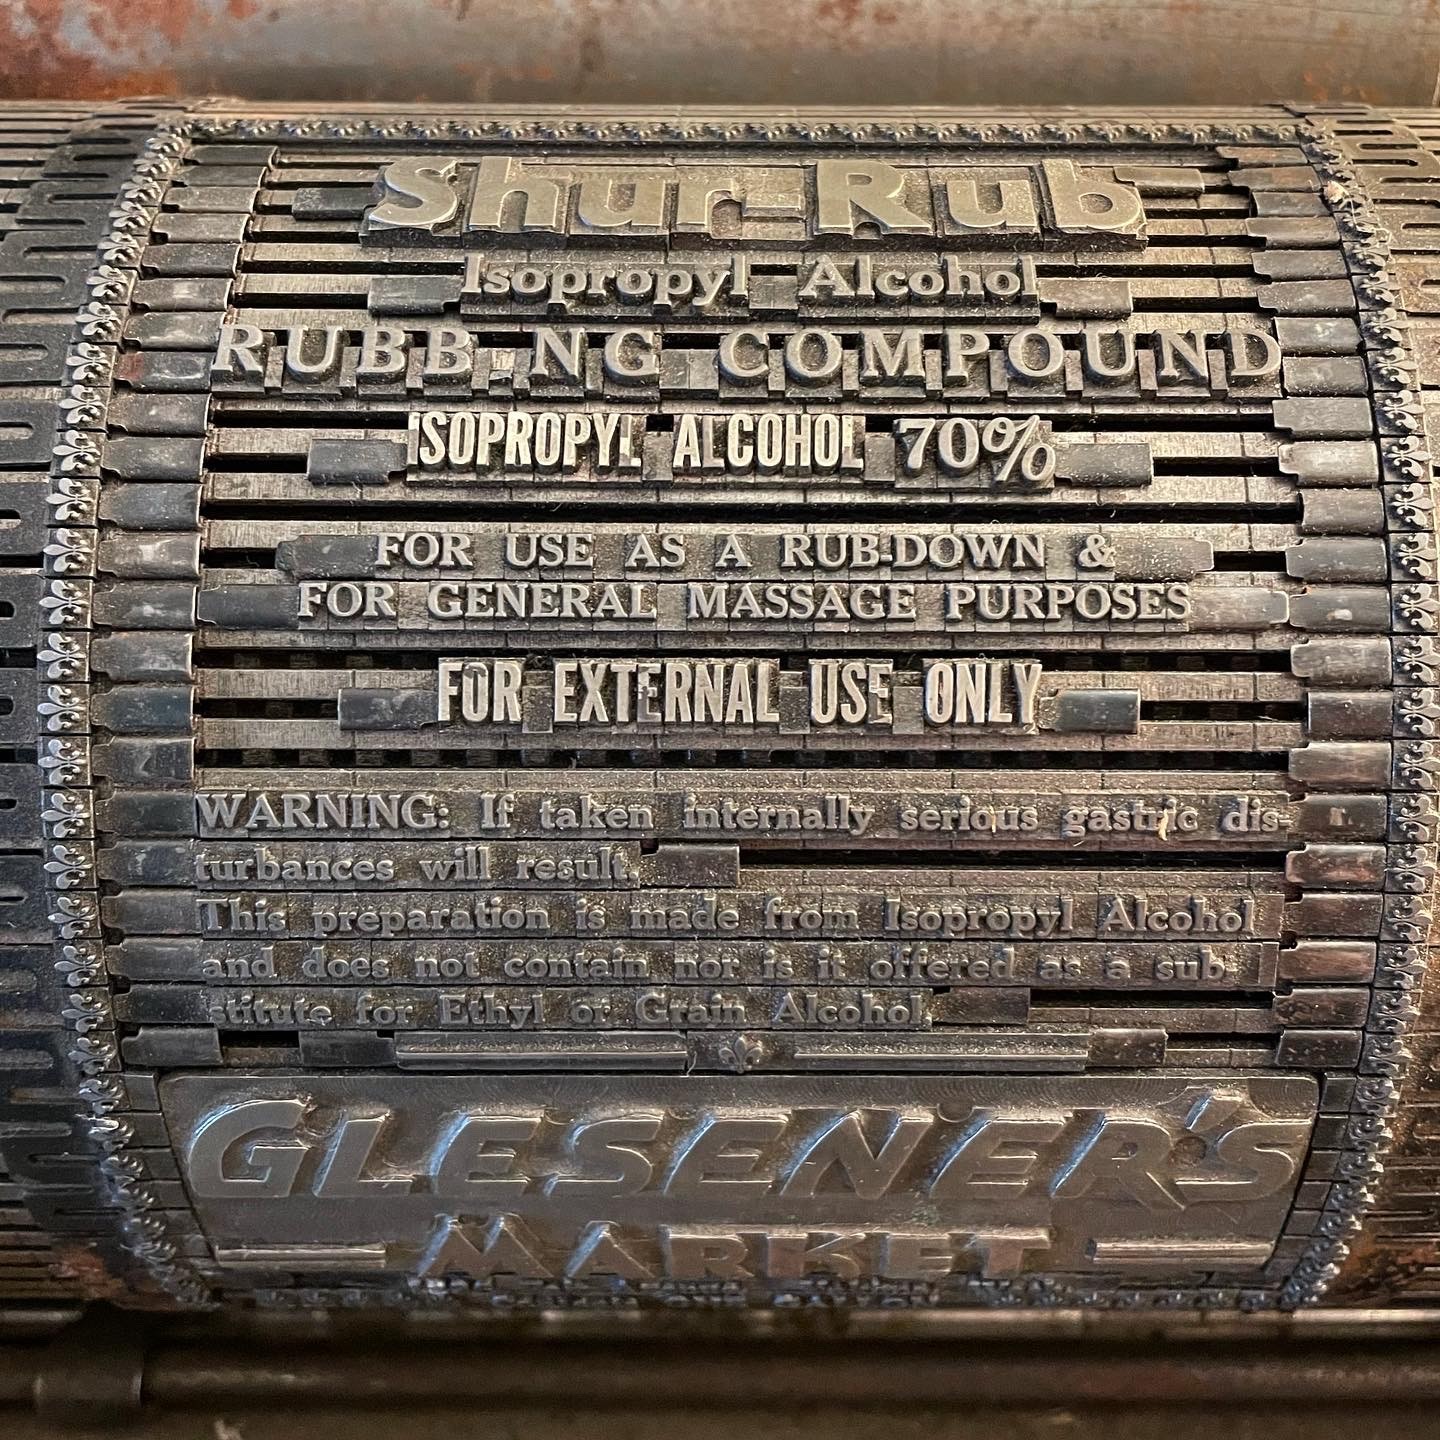 Shur-Rub
Isopropyl Alcohol
RUBB NG COMPOUND
ISOPROPYL ALCOHOL 70%
FOR USE AS A RUB-DOWN &
FOR GENERAL MASSAGE PURPOSES
FOR EXTERNAL USE ONLY
WARNING: If taken internally serious gastric dis-
turbances will result.
This preparation is made from Isopropyl Alcohol
and does not contain nor is it offered as a sub-
stitute for Ethyl or Grain Alcohol.
GLESENER'S
MARKET